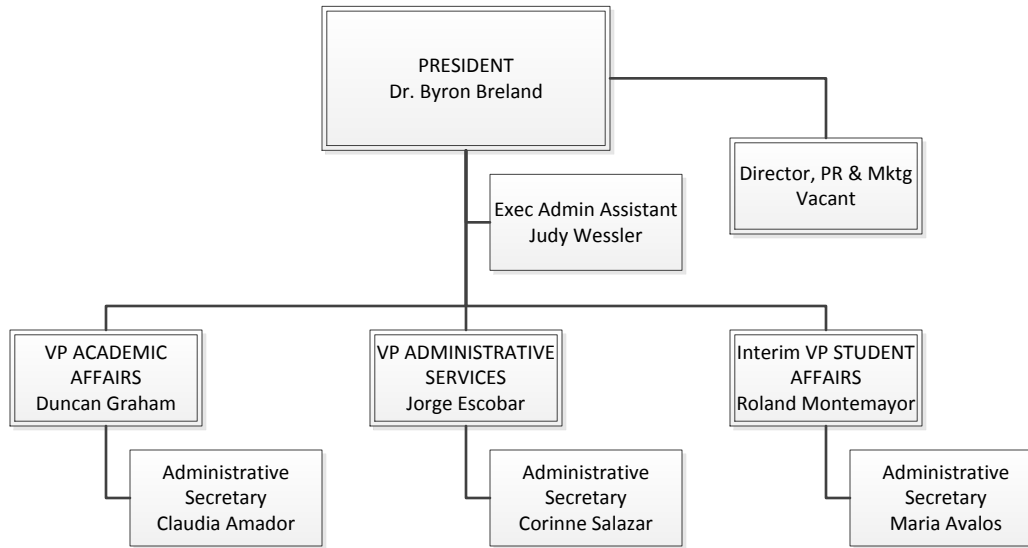 PRESIDENT
Dr. Byron Breland
Director, PR & Mktg
Vacant
Exec Admin Assistant
Judy Wessler
VP ACADEMIC
AFFAIRS
Duncan Graham
VP ADMINISTRATIVE
SERVICES
Jorge Escobar
Interim VP STUDENT
AFFAIRS
Roland Montemayor
Administrative
Secretary
Claudia Amador
Administrative
Secretary
Corinne Salazar
Administrative
Secretary
Maria Avalos